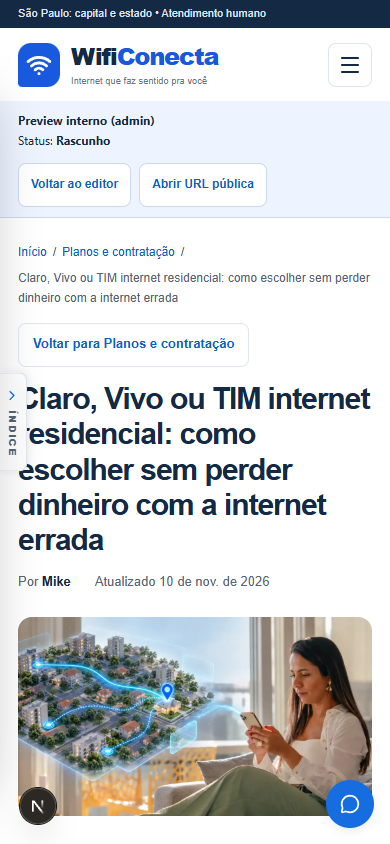 São Paulo: capital e estado • Atendimento humano
WifiConecta
Internet que faz sentido pra você
Preview interno (admin)
Status: Rascunho
Voltar ao editor
Abrir URL pública
Início / Planos e contratação /
Claro, Vivo ou TIM internet residencial: como escolher sem perder
dinheiro com a internet errada
Voltar para Planos e contratação
ÍNDICE
Claro, Vivo ou TIM internet
residencial: como
escolher sem perder
dinheiro com a internet
errada
Por Mike Atualizado 10 de nov. de 2026
N